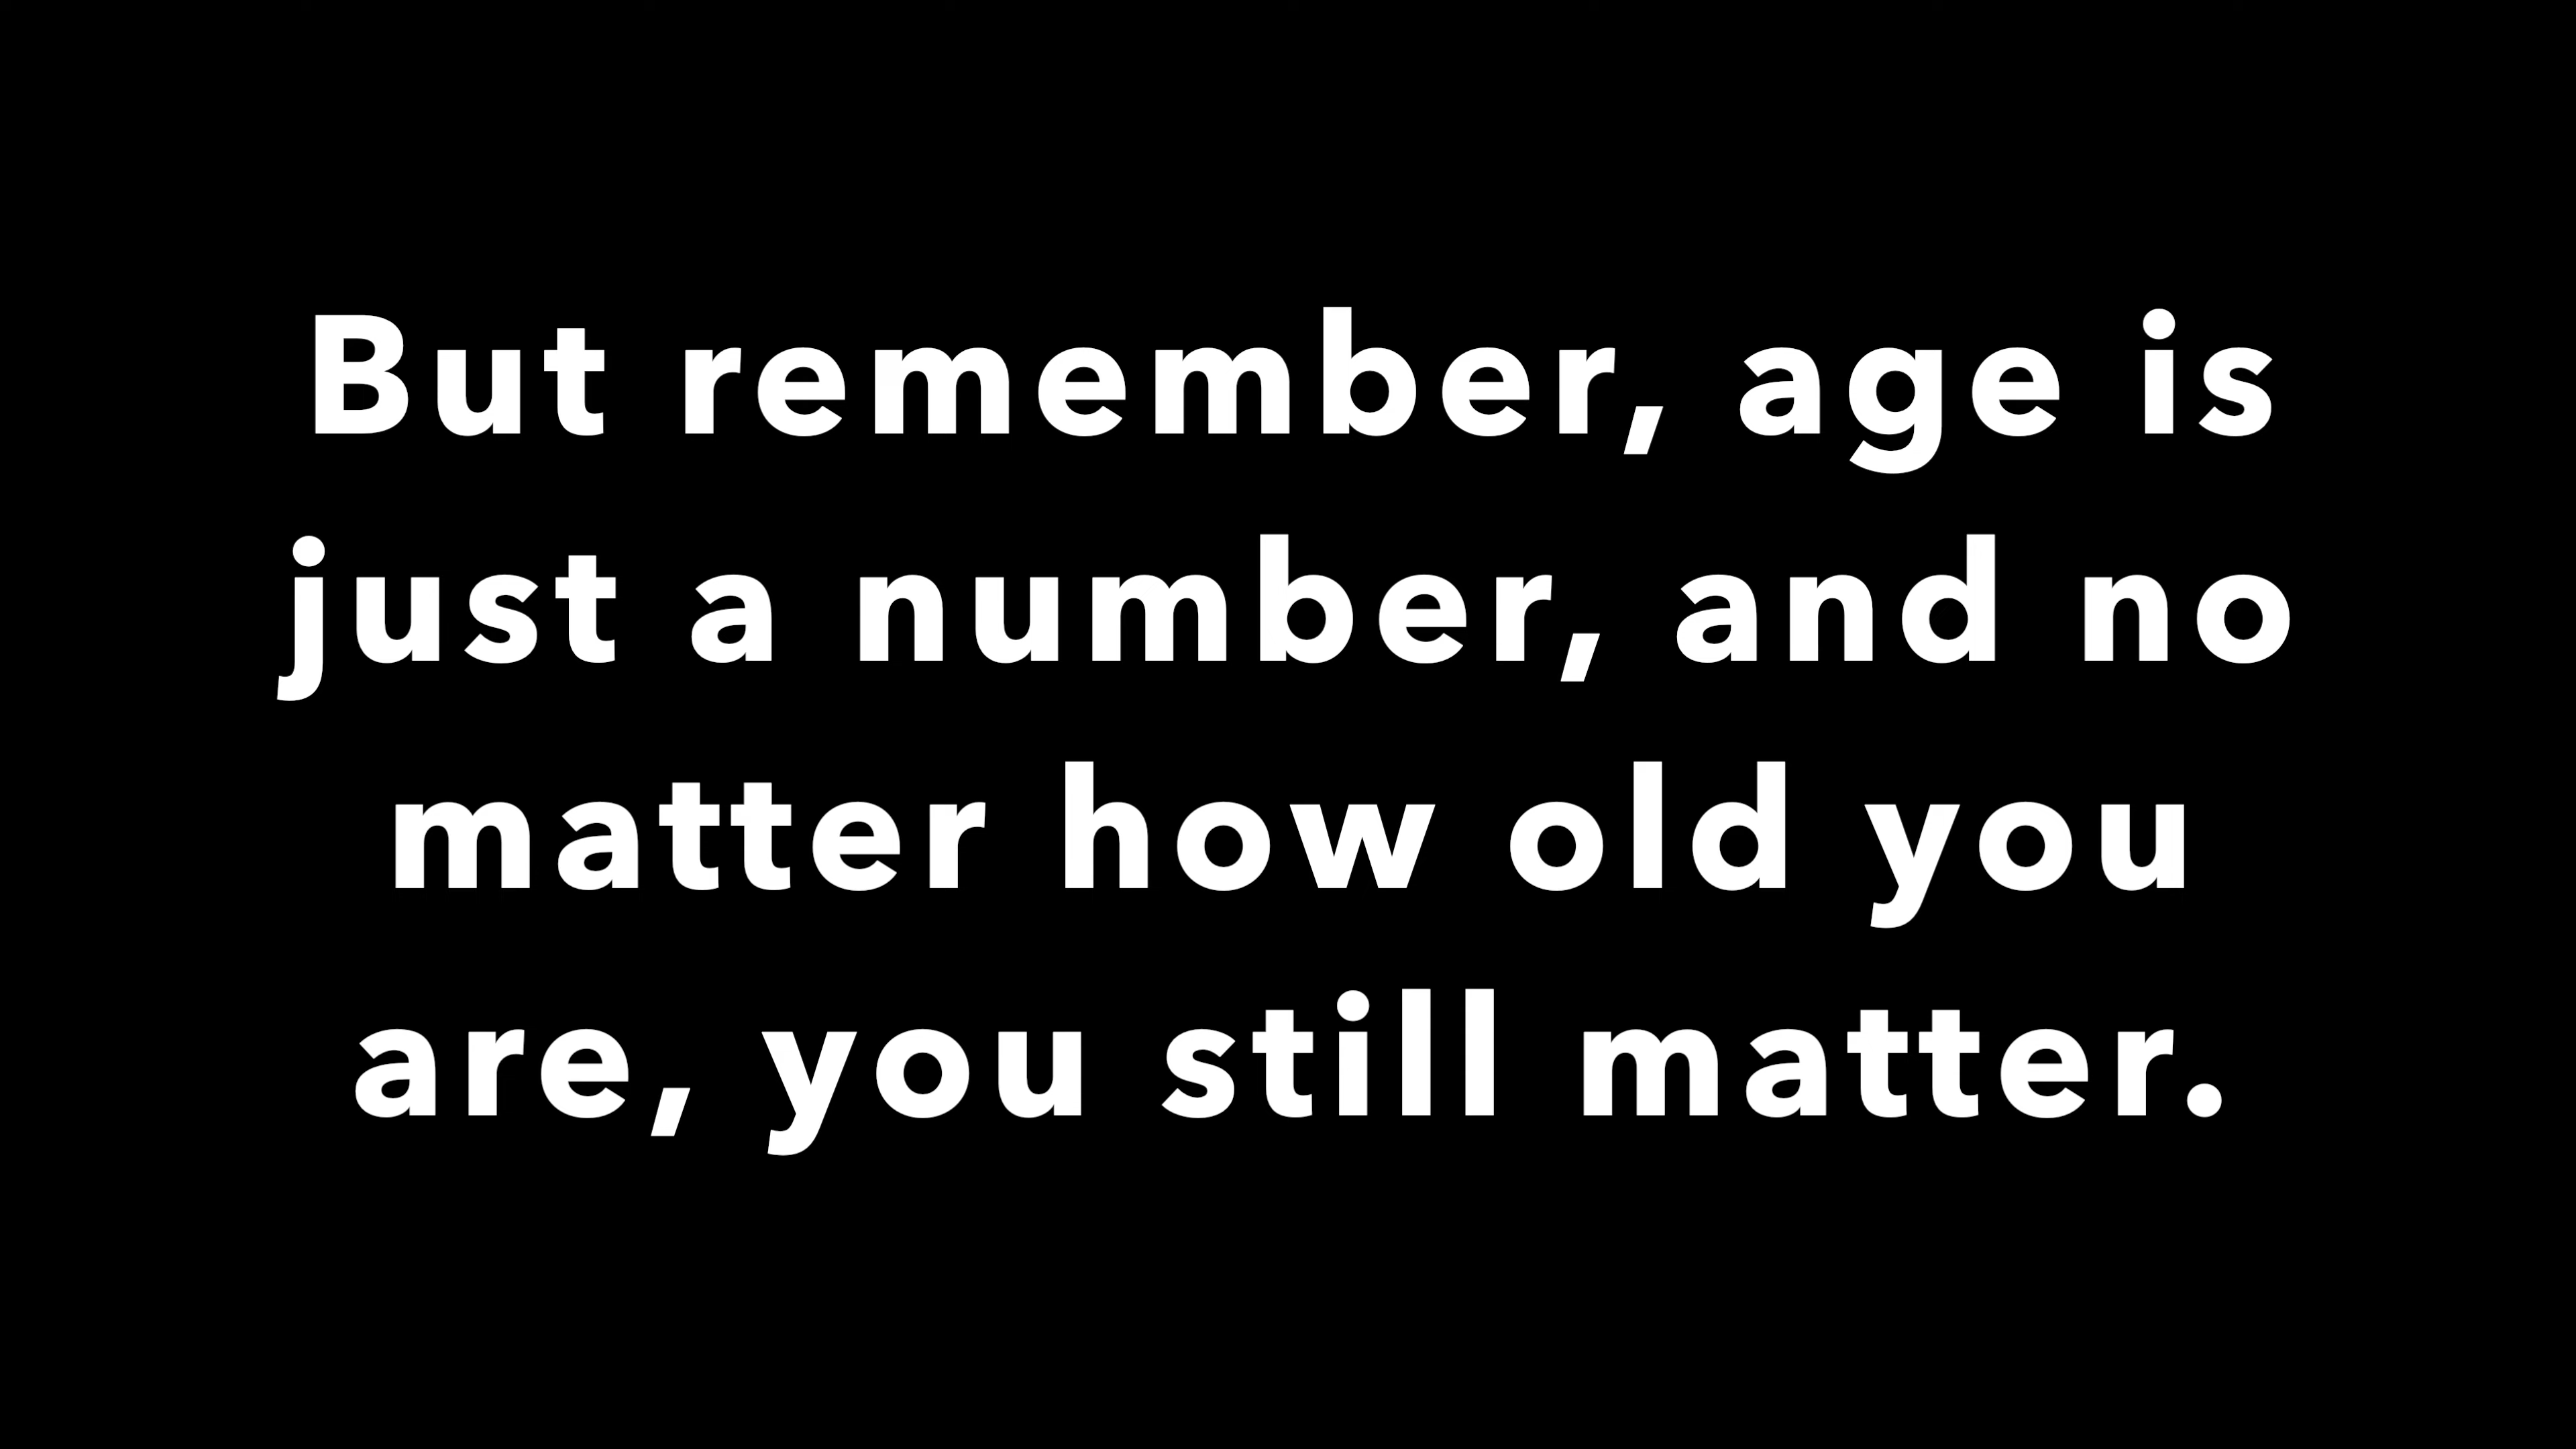 But remember, age is
just a number, and no
matter how old you
are, you still matter.